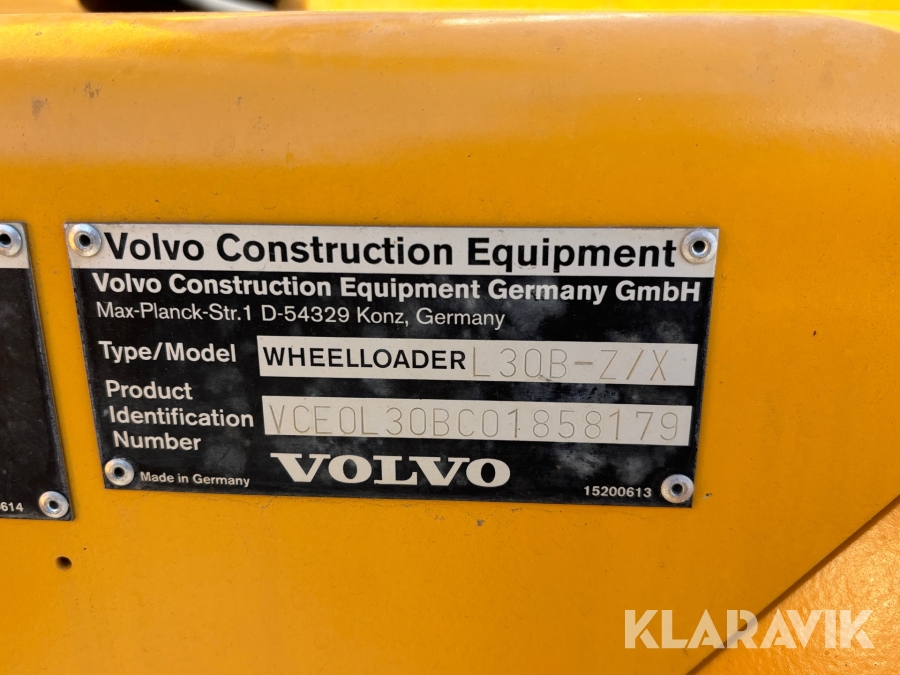 Volvo Construction Equipment
Volvo Construction Equipment Germany GmbH
Max-Planck-Str.1 D-54329 Konz, Germany
Type/Model WHEELLOADER L30B-Z/X
Product Identification Number VCE0L30BC01858179
VOLVO
Made in Germany
15200613
614
KLARAVIK